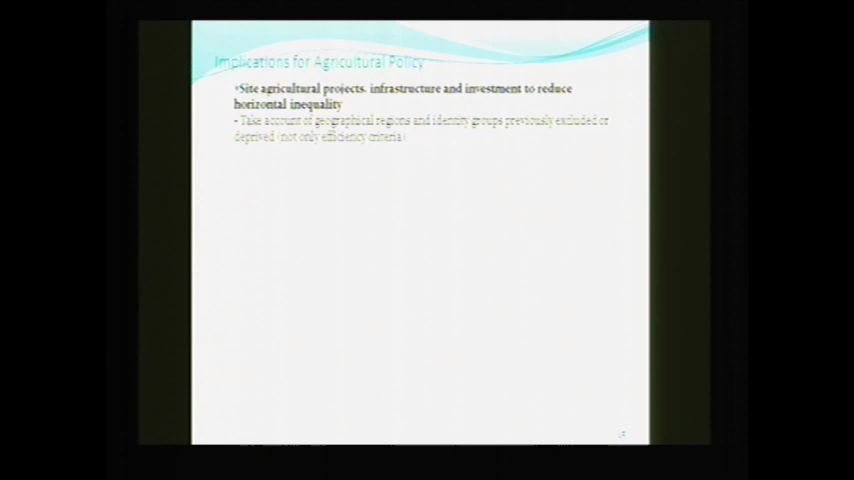 Implications for Agricultural Policy
Site agricultural projects, infrastructure and investment to reduce
horizontal inequality
- Take account of geographical regions and identity groups previously excluded or
deprived (not only efficiency criteria)